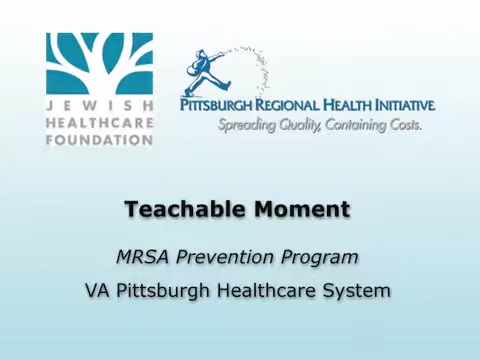 JEWISH
HEALTHCARE
FOUNDATION
PITTSBURGH REGIONAL HEALTH INITIATIVE
Spreading Quality, Containing Costs.
Teachable Moment
MRSA Prevention Program
VA Pittsburgh Healthcare System